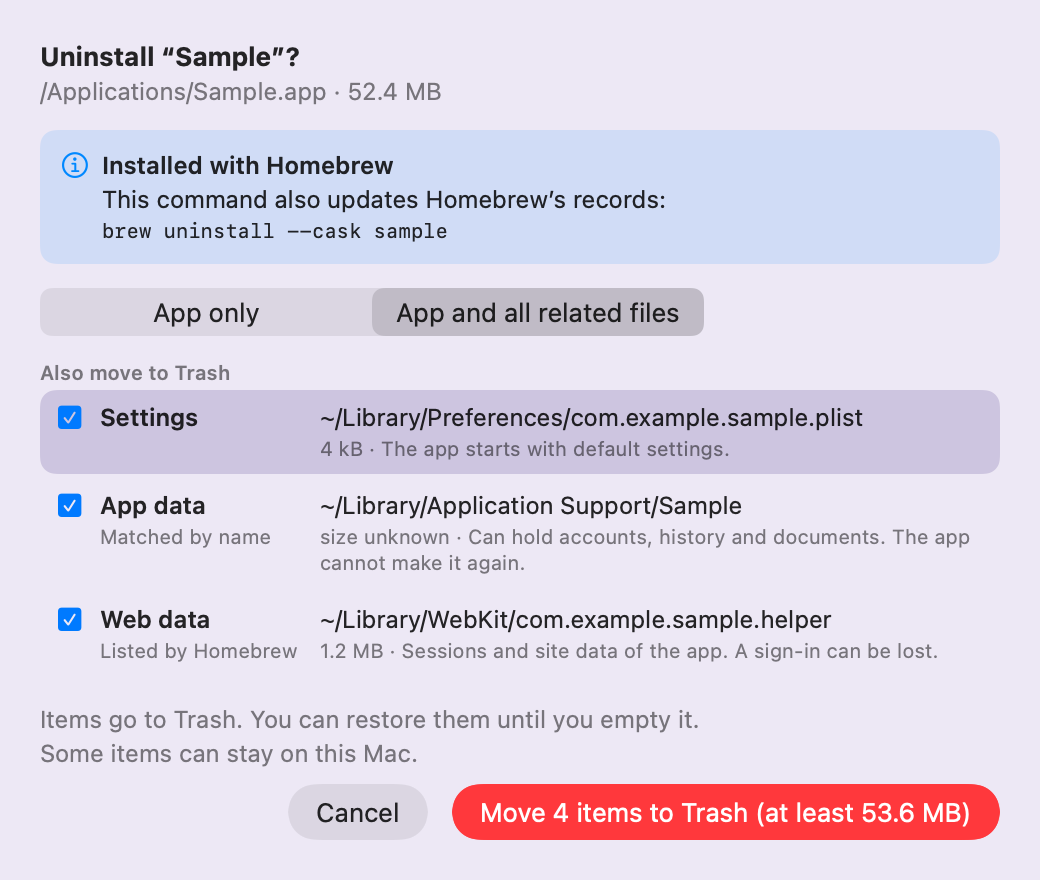 Uninstall “Sample”?
/Applications/Sample.app · 52.4 MB
Installed with Homebrew
This command also updates Homebrew’s records:
brew uninstall --cask sample
App only
App and all related files
Also move to Trash
Settings
~/Library/Preferences/com.example.sample.plist
4 kB · The app starts with default settings.
App data
~/Library/Application Support/Sample
Matched by name
size unknown · Can hold accounts, history and documents. The app
cannot make it again.
Web data
~/Library/WebKit/com.example.sample.helper
Listed by Homebrew
1.2 MB · Sessions and site data of the app. A sign-in can be lost.
Items go to Trash. You can restore them until you empty it.
Some items can stay on this Mac.
Cancel
Move 4 items to Trash (at least 53.6 MB)